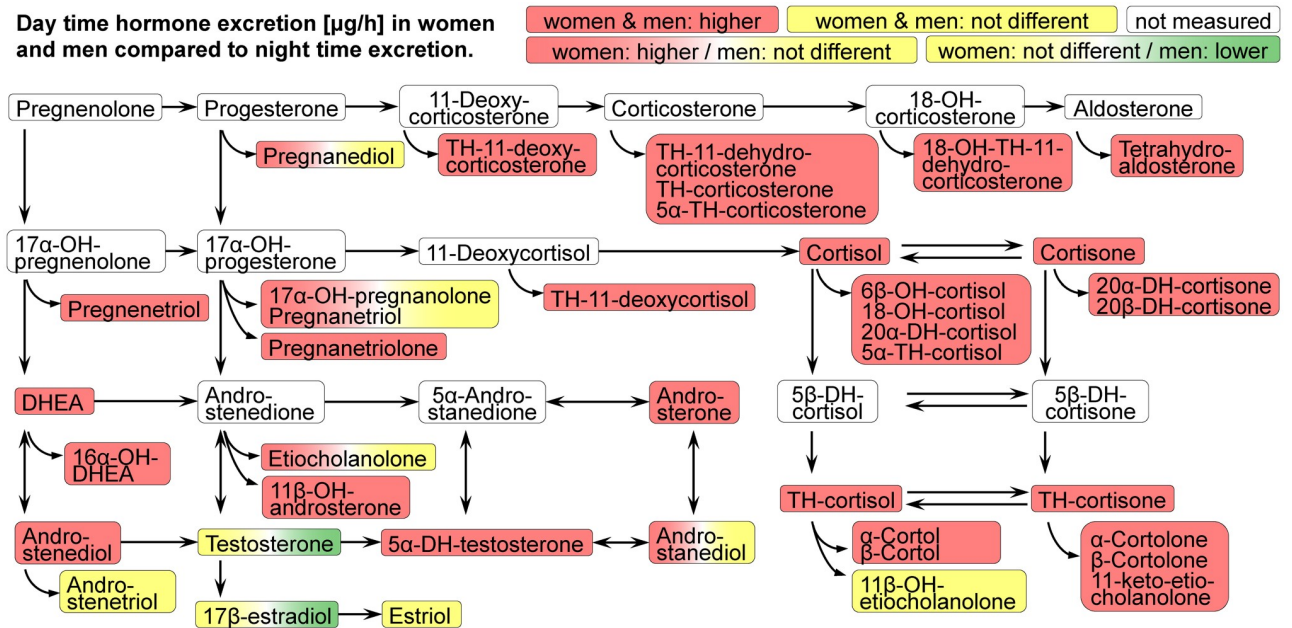 Day time hormone excretion [µg/h] in women
and men compared to night time excretion.
women & men: higher
women & men: not different
not measured
women: higher / men: not different
women: not different / men: lower
Pregnenolone
Progesterone
11-Deoxy-
corticosterone
Corticosterone
18-OH-
corticosterone
Aldosterone
Pregnanediol
TH-11-deoxy-
corticosterone
TH-11-dehydro-
corticosterone
TH-corticosterone
5α-TH-corticosterone
18-OH-TH-11-
dehydro-
corticosterone
Tetrahydro-
aldosterone
17α-OH-
pregnenolone
17α-OH-
progesterone
11-Deoxycortisol
Cortisol
Cortisone
Pregnenetriol
17α-OH-pregnanolone
Pregnanetriol
Pregnanetriolone
TH-11-deoxycortisol
6β-OH-cortisol
18-OH-cortisol
20α-DH-cortisol
5α-TH-cortisol
20α-DH-cortisone
20β-DH-cortisone
DHEA
Andro-
stenedione
5α-Andro-
stanedione
Andro-
sterone
5β-DH-
cortisol
5β-DH-
cortisone
16α-OH-
DHEA
Etiocholanolone
11β-OH-
androsterone
TH-cortisol
TH-cortisone
Andro-
stenediol
Testosterone
5α-DH-testosterone
Andro-
stanediol
α-Cortol
β-Cortol
11β-OH-
etiocholanolone
α-Cortolone
β-Cortolone
11-keto-etio-
cholanolone
Andro-
stenetriol
17β-estradiol
Estriol